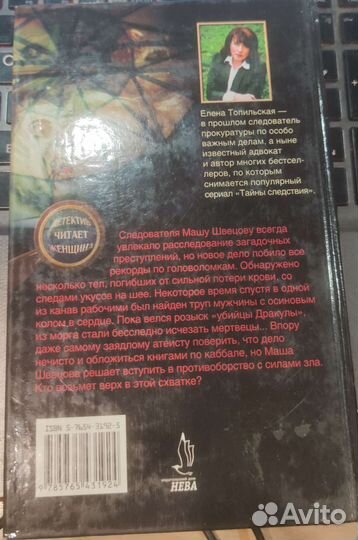 Елена Топильская —
в прошлом следователь
прокуратуры по особо
важным делам, а ныне
известный адвокат
и автор многих бестсел-
леров, по которым
снимается популярный
сериал «Тайны следствия».
ДЕТЕКТИВ
ЧИТАЕТ
ЖЕНЩИНА
Следователя Машу Швецову всегда
увлекало расследование загадочных
преступлений, но новое дело побило все
рекорды по головоломкам. Обнаружено
несколько тел, погибших от сильной потери крови, со
следами укусов на шее. Некоторое время спустя в одной
из канав рабочими был найден труп мужчины с осиновым
колом в сердце. Пока велся розыск «убийцы Дракулы»,
из морга стали бесследно исчезать мертвецы... Впору
даже самому заядлому атеисту поверить, что дело
нечисто и обложиться книгами по каббале, но Маша
Швецова решает вступить в противоборство с силами зла.
Кто возьмет верх в этой схватке?
ISBN 5-7654-3192-5
9 785765 431924
издательский дом
НЕВА
Avito